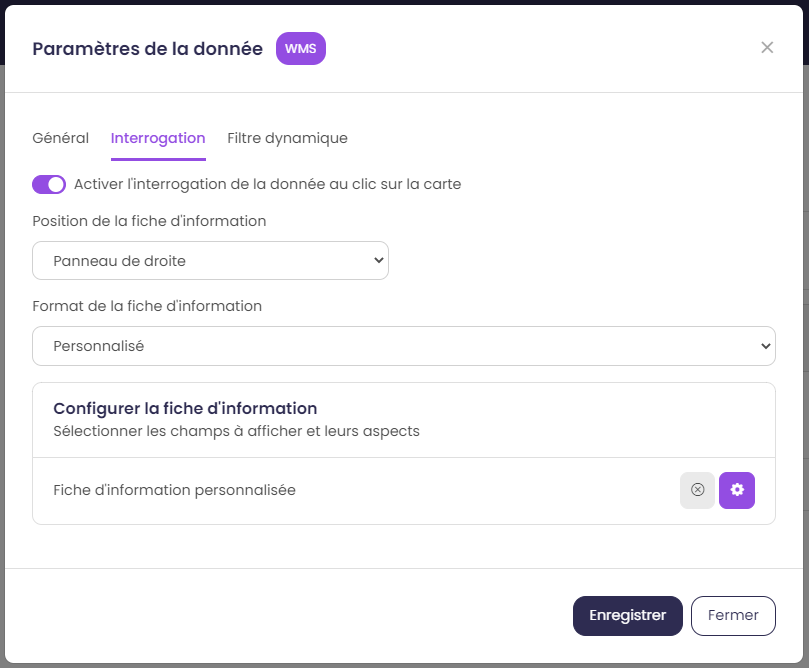 Paramètres de la donnée WMS
Général Interrogation Filtre dynamique
Activer l'interrogation de la donnée au clic sur la carte
Position de la fiche d'information
Panneau de droite
Format de la fiche d'information
Personnalisé
Configurer la fiche d'information
Sélectionner les champs à afficher et leurs aspects
Fiche d'information personnalisée
Enregistrer Fermer